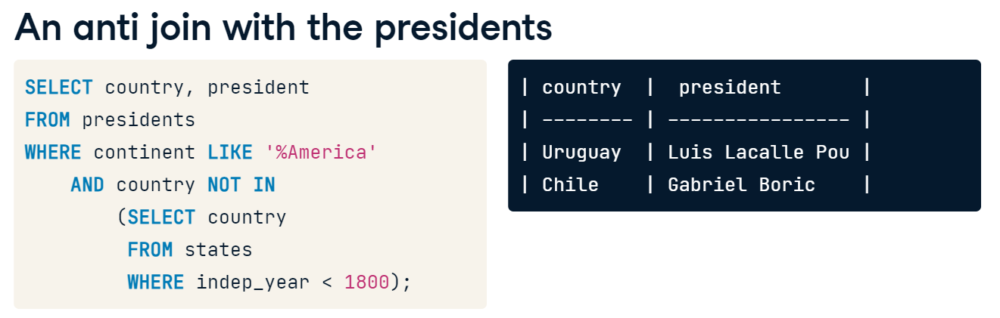 An anti join with the presidents
SELECT country, president
FROM presidents
WHERE continent LIKE '%America'
    AND country NOT IN
        (SELECT country
         FROM states
         WHERE indep_year < 1800);
| country  |  president       |
| -------- | ---------------- |
| Uruguay  | Luis Lacalle Pou |
| Chile    | Gabriel Boric    |